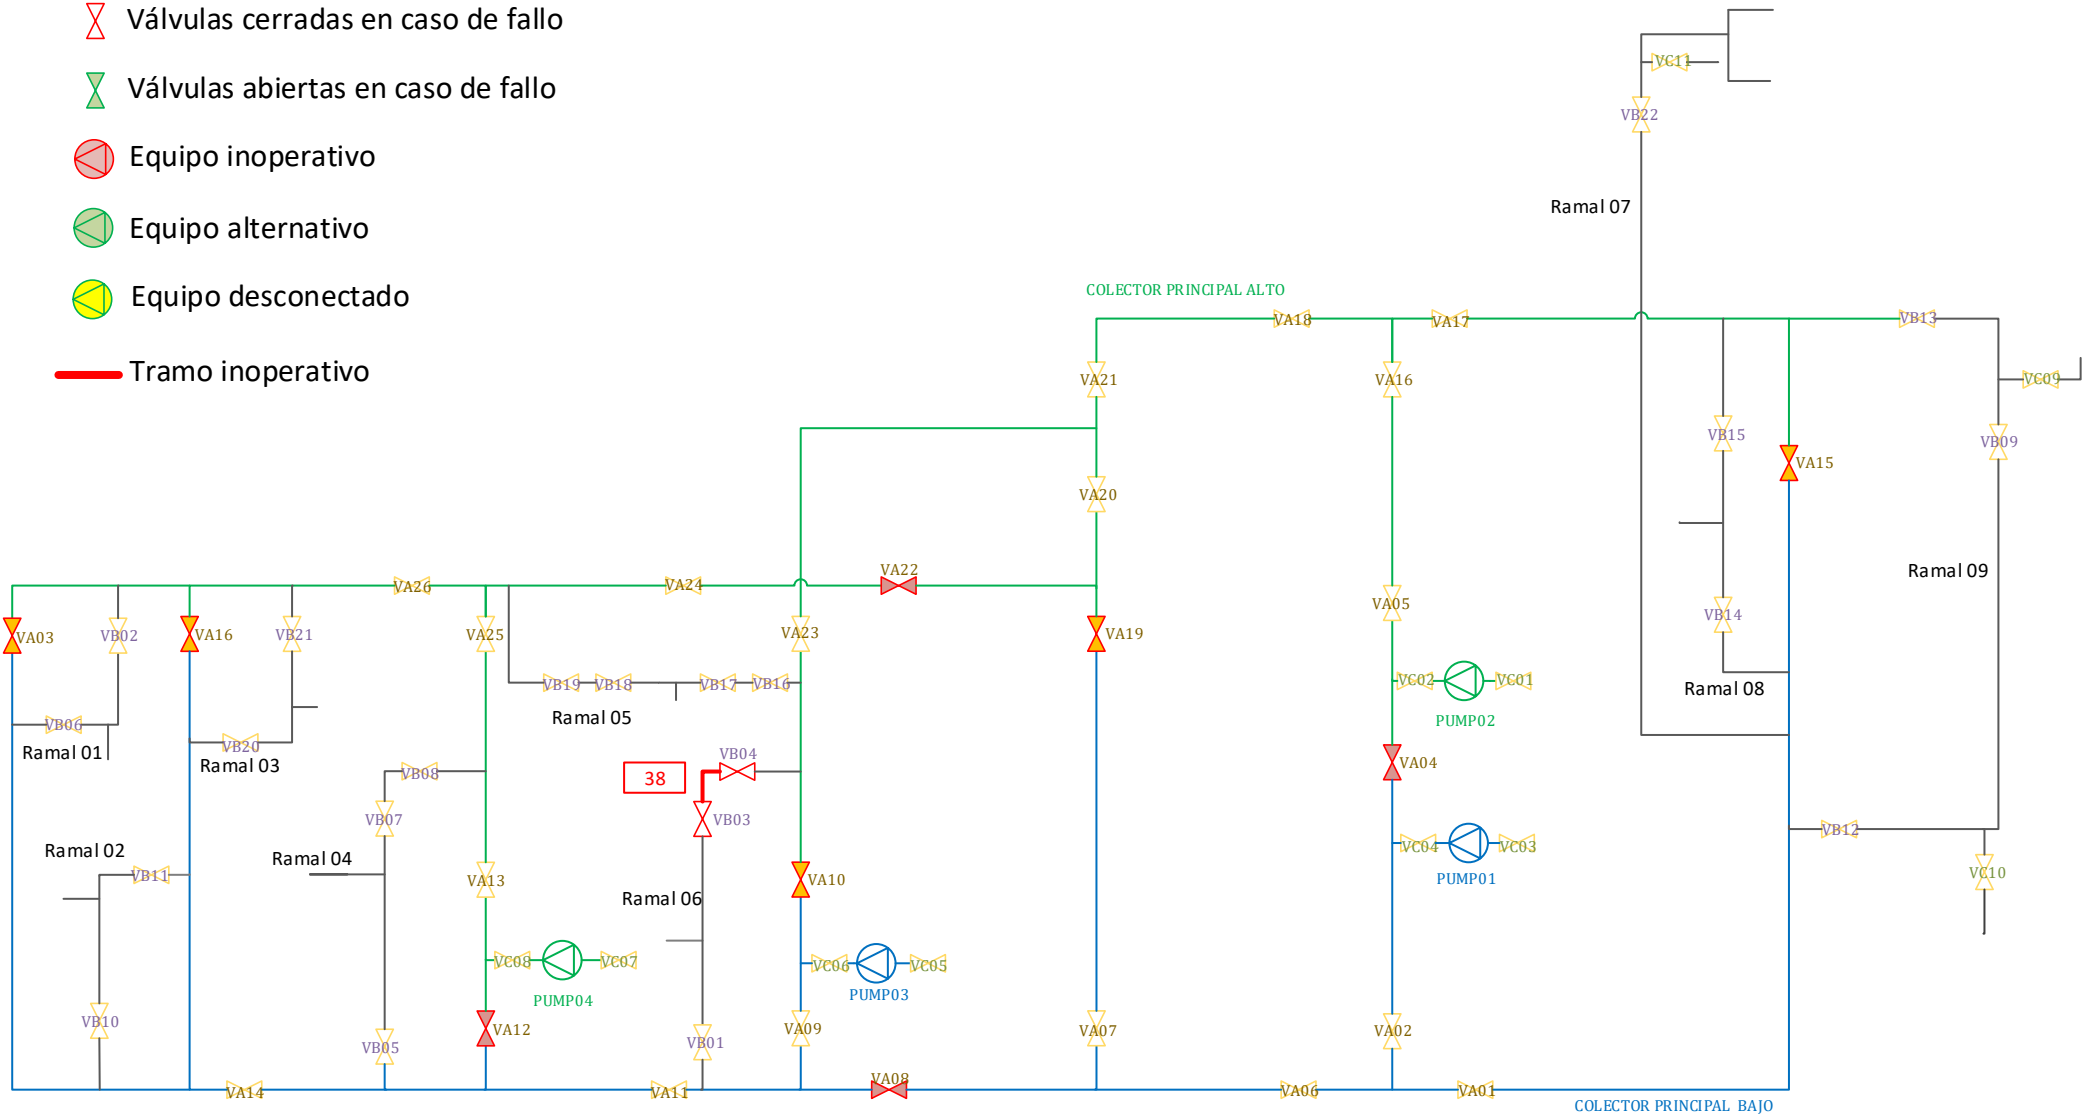 Válvulas cerradas en caso de fallo
Válvulas abiertas en caso de fallo
Equipo inoperativo
Equipo alternativo
Equipo desconectado
Tramo inoperativo
VC11
VB22
Ramal 07
COLECTOR PRINCIPAL ALTO
VA18
VA17
VB13
VA21
VA16
VC09
VB15
VB09
VA15
VA20
VA22
VA26
VA24
Ramal 09
VA05
VB14
VA03
VB02
VA16
VB21
VA25
VA23
VA19
VB19
VB18
VB17
VB16
VC02
VC01
Ramal 08
Ramal 05
PUMP02
VB06
Ramal 01
VB20
Ramal 03
VB04
VB08
38
VA04
VB07
VB03
VB12
VC04
VC03
Ramal 02
Ramal 04
VB11
VA13
VA10
PUMP01
VC10
Ramal 06
VC08
VC07
VC06
VC05
PUMP04
PUMP03
VB10
VA12
VA09
VA07
VA02
VB05
VB01
VA14
VA11
VA08
VA06
VA01
COLECTOR PRINCIPAL BAJO